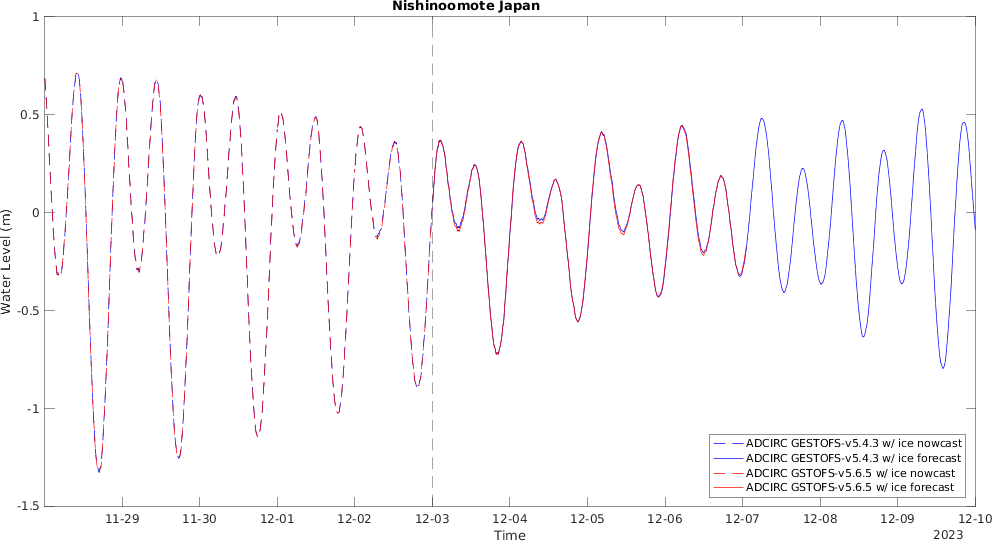 Nishinoomote Japan
1
0.5
0
-0.5
-1
-1.5
Water Level (m)
11-29 11-30 12-01 12-02 12-03 12-04 12-05 12-06 12-07 12-08 12-09 12-10
Time
2023
ADCIRC GESTOFS-v5.4.3 w/ ice nowcast
ADCIRC GESTOFS-v5.4.3 w/ ice forecast
ADCIRC GSTOFS-v5.6.5 w/ ice nowcast
ADCIRC GSTOFS-v5.6.5 w/ ice forecast